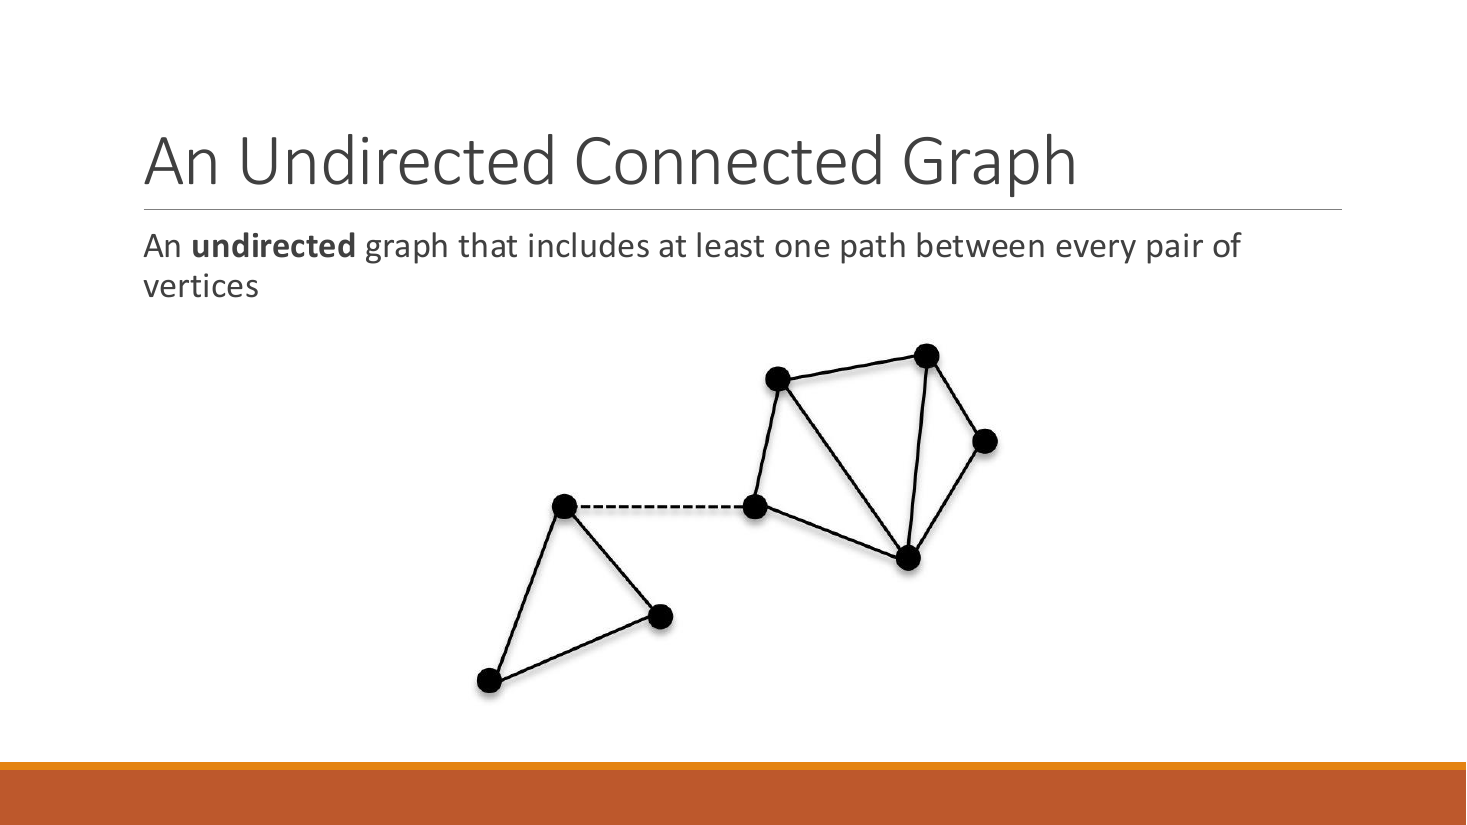 An Undirected Connected Graph
An undirected graph that includes at least one path between every pair of
vertices